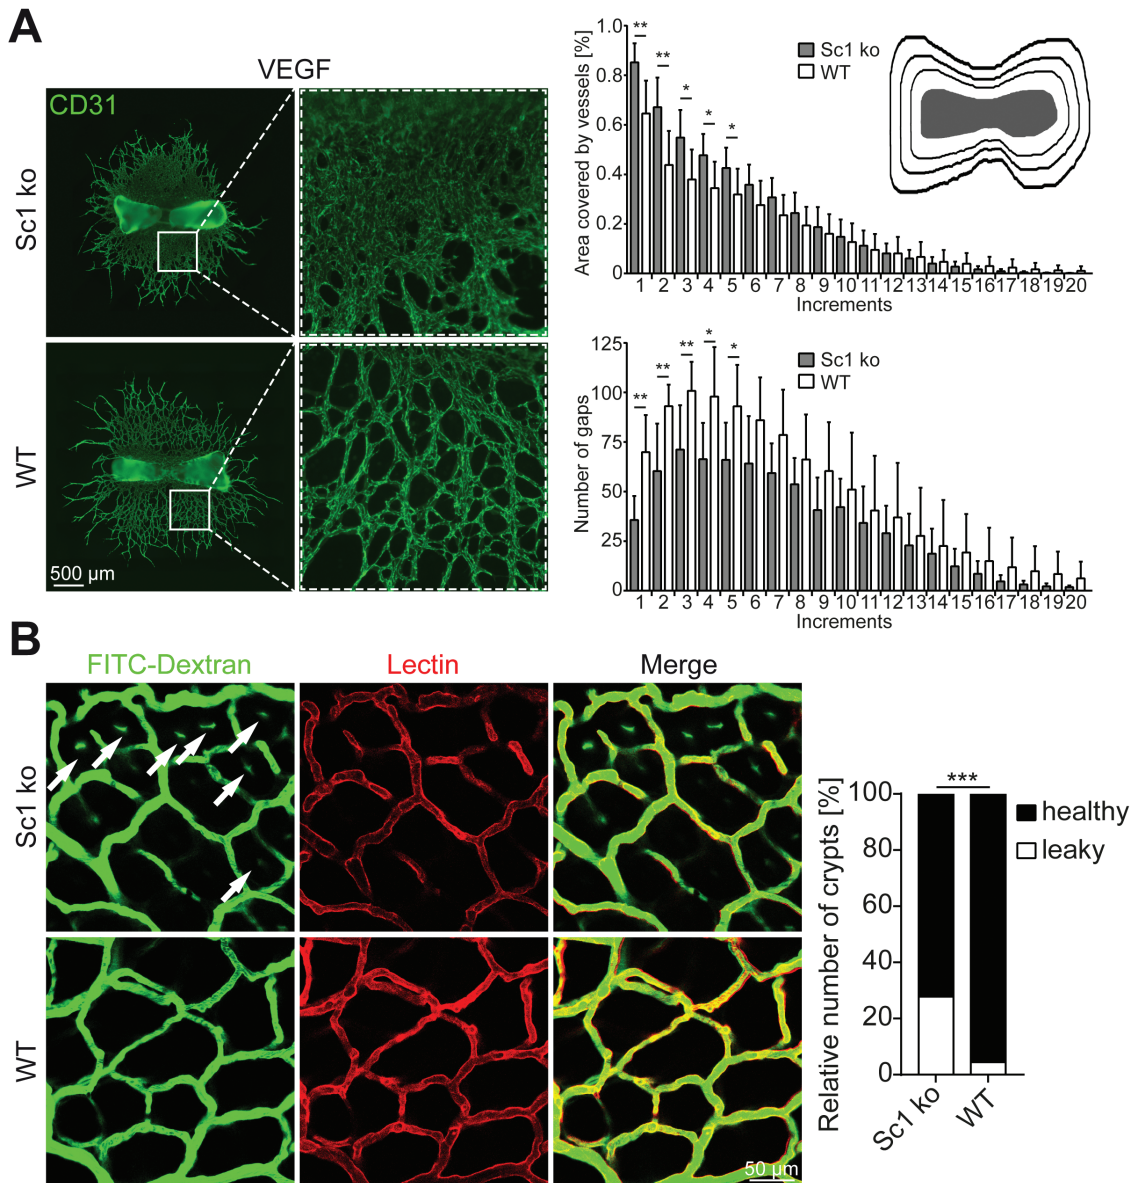 A
VEGF
CD31
Sc1 ko
WT
500 µm
Area covered by vessels [%]
1.0
0.8
0.6
0.4
0.2
0
** ** * * *
Sc1 ko
WT
1 2 3 4 5 6 7 8 9 10 11 12 13 14 15 16 17 18 19 20
Increments
Number of gaps
125
100
75
50
25
0
** ** ** * *
Sc1 ko
WT
1 2 3 4 5 6 7 8 9 10 11 12 13 14 15 16 17 18 19 20
Increments
B
FITC-Dextran Lectin Merge
Sc1 ko
WT
50 µm
Relative number of crypts [%]
100
80
60
40
20
0
***
healthy
leaky
Sc1 ko WT